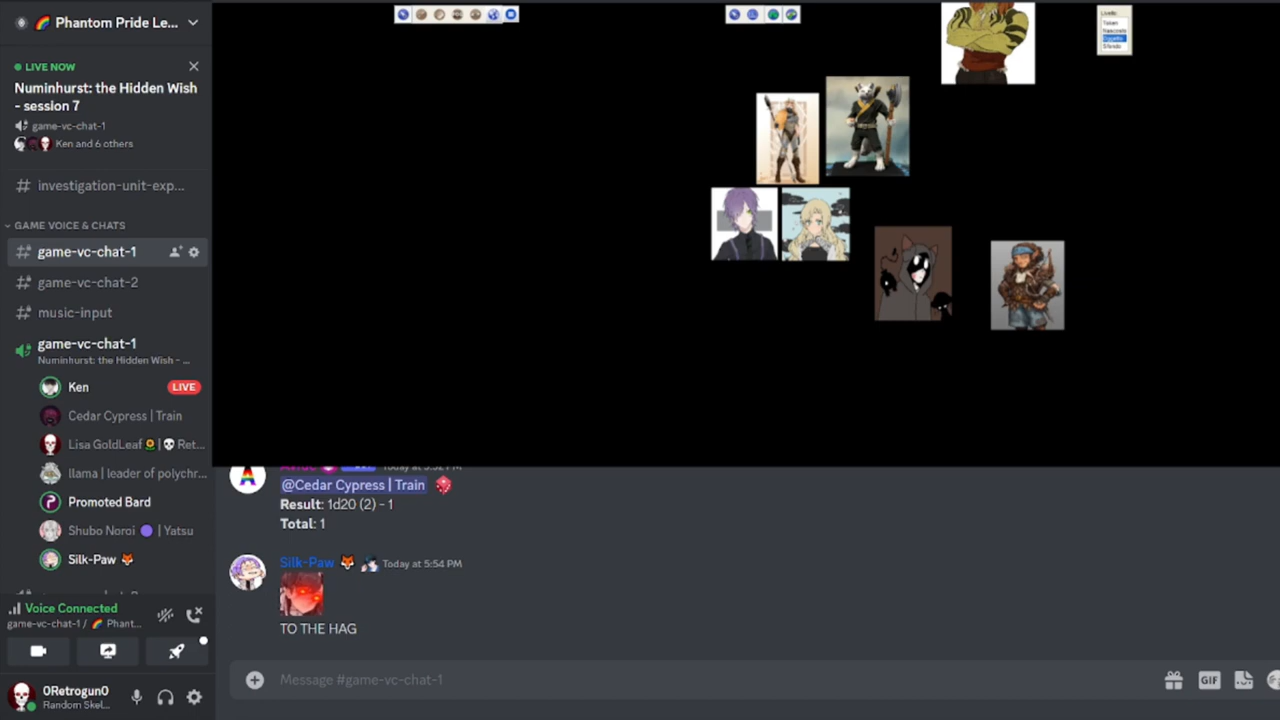 Phantom Pride Le...
LIVE NOW
Numinhurst: the Hidden Wish
- session 7
game-vc-chat-1
Ken and 6 others
investigation-unit-exp...
GAME VOICE & CHATS
game-vc-chat-1
game-vc-chat-2
music-input
game-vc-chat-1
Numinhurst: the Hidden Wish - ...
Ken
LIVE
Cedar Cypress | Train
Lisa GoldLeaf | Ret...
llama | leader of polychr...
Promoted Bard
Shubo Noroi | Yatsu
Silk-Paw
Voice Connected
game-vc-chat-1 / Phant...
0Retrogun0
Random Skel...
Token
@Cedar Cypress | Train
Result: 1d20 (2) - 1
Total: 1
Silk-Paw Today at 5:54 PM
TO THE HAG
Message #game-vc-chat-1
GIF